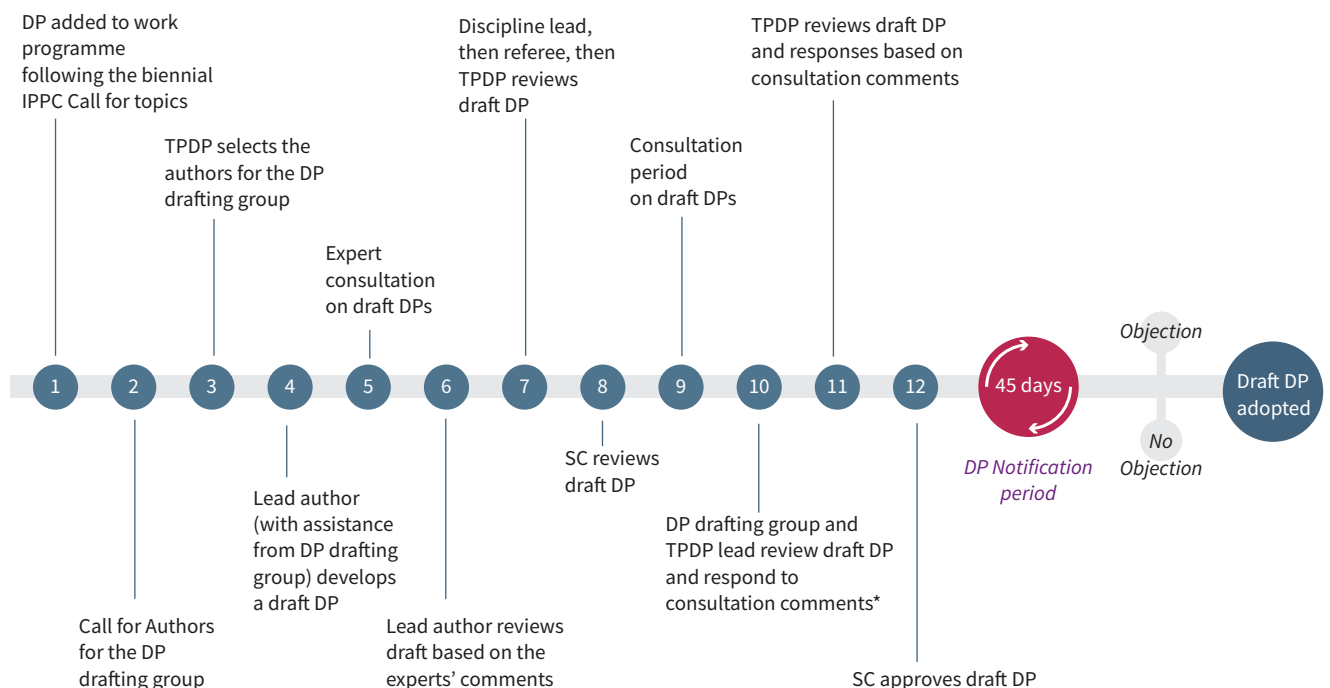 DP added to work
programme
following the biennial
IPPC Call for topics
TPDP selects the
authors for the DP
drafting group
Expert
consultation
on draft DPs
Discipline lead,
then referee, then
TPDP reviews
draft DP
Consultation
period
on draft DPs
TPDP reviews draft DP
and responses based on
consultation comments
1
2
3
4
5
6
7
8
9
10
11
12
45 days
DP Notification
period
Objection
No
Objection
Draft DP
adopted
Call for Authors
for the DP
drafting group
Lead author
(with assistance
from DP drafting
group) develops
a draft DP
Lead author reviews
draft based on the
experts’ comments
SC reviews
draft DP
DP drafting group and
TPDP lead review draft DP
and respond to
consultation comments*
SC approves draft DP